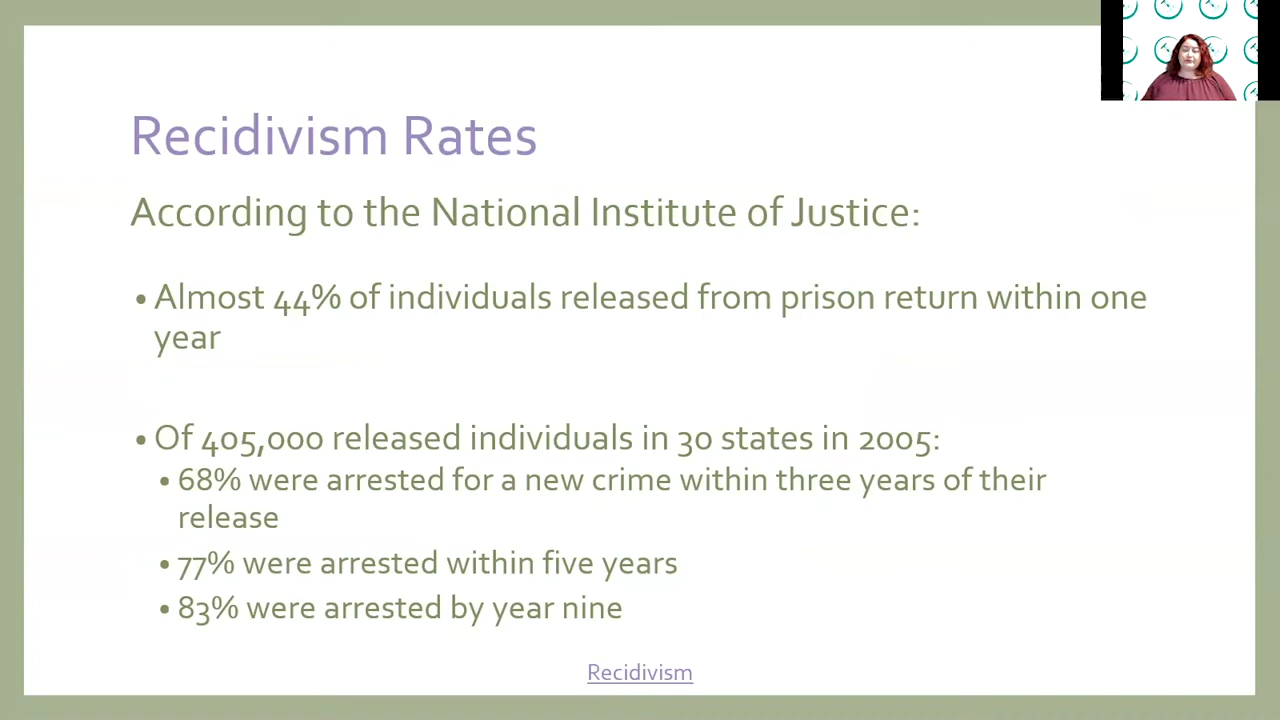 Recidivism Rates
According to the National Institute of Justice:
• Almost 44% of individuals released from prison return within one
year
• Of 405,000 released individuals in 30 states in 2005:
• 68% were arrested for a new crime within three years of their
release
• 77% were arrested within five years
• 83% were arrested by year nine
Recidivism